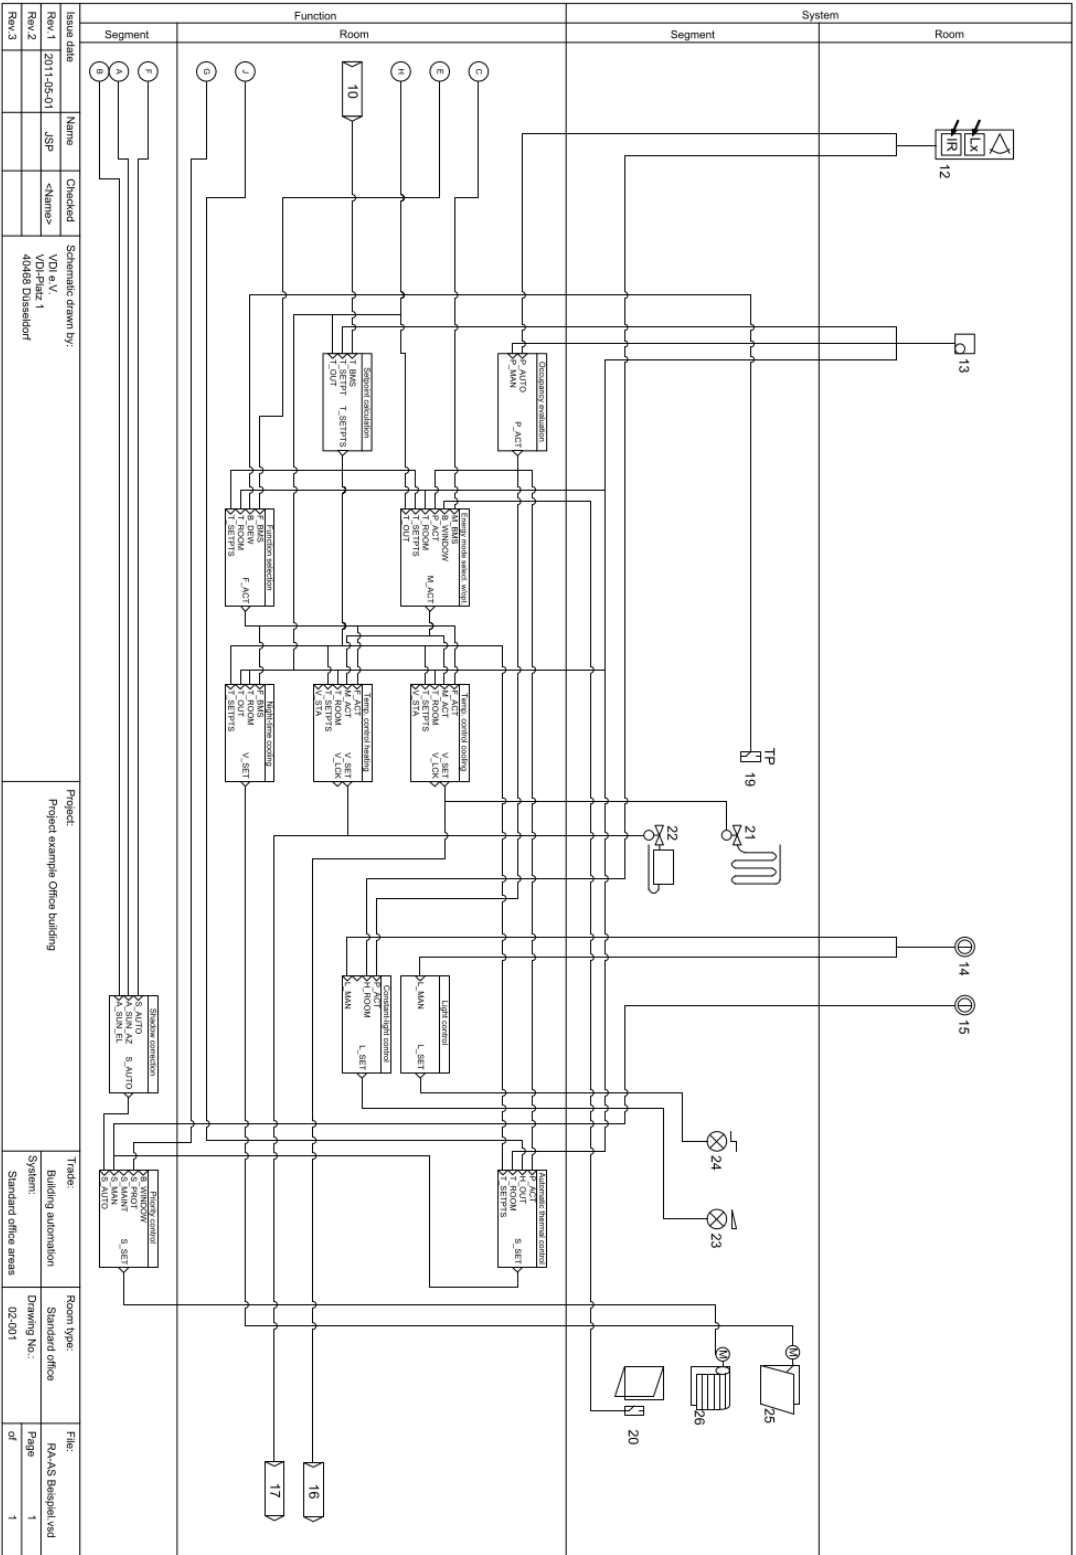 Function
System
Segment
Room
Segment
Room
B
A
F
G
J
10
H
E
C
IR
Lx
12
13
P_AUTO
P_MAN
P_ACT
Occupancy evaluation
T_BMS
T_SETPT
T_OUT
T_SETPTS
Setpoint calculation
F_BMS
B_DEW
T_ROOM
T_SETPTS
F_ACT
Function selection
M_BMS
B_WINDOW
P_ACT
T_ROOM
T_SETPTS
T_OUT
M_ACT
Energy mode select. w/opt.
F_BMS
T_ROOM
T_OUT
T_SETPTS
V_SET
Night-time cooling
F_ACT
M_ACT
T_ROOM
T_SETPTS
V_STA
V_SET
V_LCK
Temp. control heating
F_ACT
M_ACT
T_ROOM
T_SETPTS
V_STA
V_SET
V_LCK
Temp. control cooling
TP
19
22
21
14
15
L_MAN
L_SET
Light control
P_ACT
H_ROOM
L_MAN
L_SET
Constant-light control
S_AUTO
A_SUN_AZ
A_SUN_EL
S_AUTO
Shadow correction
B_WINDOW
S_PROT
S_MAINT
S_MAN
S_AUTO
S_SET
Priority control
P_ACT
H_OUT
T_ROOM
T_SETPTS
S_SET
Automatic thermal control
24
23
M
25
M
26
20
17
16
Issue date
Name
Checked
Rev.1
2011-05-01
JSP
<Name>
Rev.2
Rev.3
Schematic drawn by:
VDI e.V.
VDI-Platz 1
40468 Düsseldorf
Project:
Project example Office building
Trade:
Building automation
System:
Standard office areas
Room type:
Standard office
Drawing No.:
02-001
File:
RA-AS Beispiel.vsd
Page
1
of
1